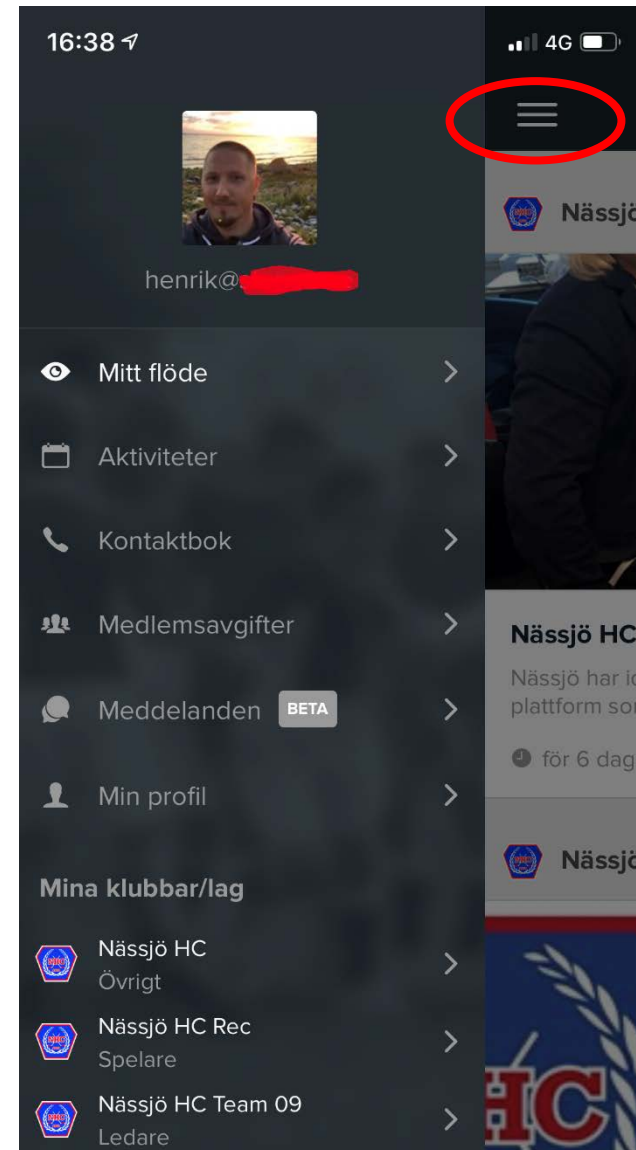 16:38
4G
henrik@
Mitt flöde
Aktiviteter
Kontaktbok
Medlemsavgifter
Meddelanden BETA
Min profil
Mina klubbar/lag
Nässjö HC
Övrigt
Nässjö HC Rec
Spelare
Nässjö HC Team 09
Ledare
Nässjö
Nässjö HC
Nässjö har
plattform
för 6 dag
Nässjö
HC